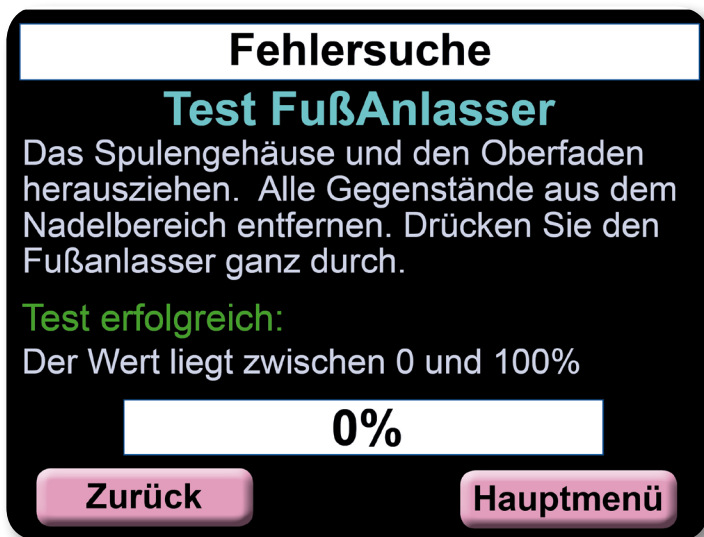 Fehlersuche
Test FußAnlasser
Das Spulengehäuse und den Oberfaden
herausziehen.  Alle Gegenstände aus dem
Nadelbereich entfernen. Drücken Sie den
Fußanlasser ganz durch.
Test erfolgreich:
Der Wert liegt zwischen 0 und 100%
0%
Zurück
Hauptmenü